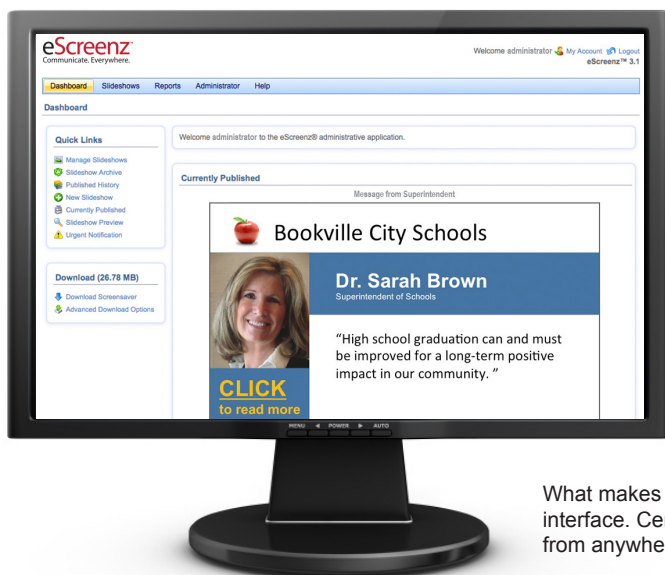 eScreenz™
Communicate. Everywhere.
Welcome administrator My Account Logout
eScreenz™ 3.1
Dashboard Slideshows Reports Administrator Help
Dashboard
Quick Links
Manage Slideshows
Slideshow Archive
Published History
New Slideshow
Currently Published
Slideshow Preview
Urgent Notification
Download (26.78 MB)
Download Screensaver
Advanced Download Options
Welcome administrator to the eScreenz® administrative application.
Currently Published
Message from Superintendent
Bookville City Schools
Dr. Sarah Brown
Superintendent of Schools
“High school graduation can and must
be improved for a long-term positive
impact in our community. ”
CLICK
to read more
MENU ◄ POWER ► AUTO
What makes
interface. Ce
from anywhe